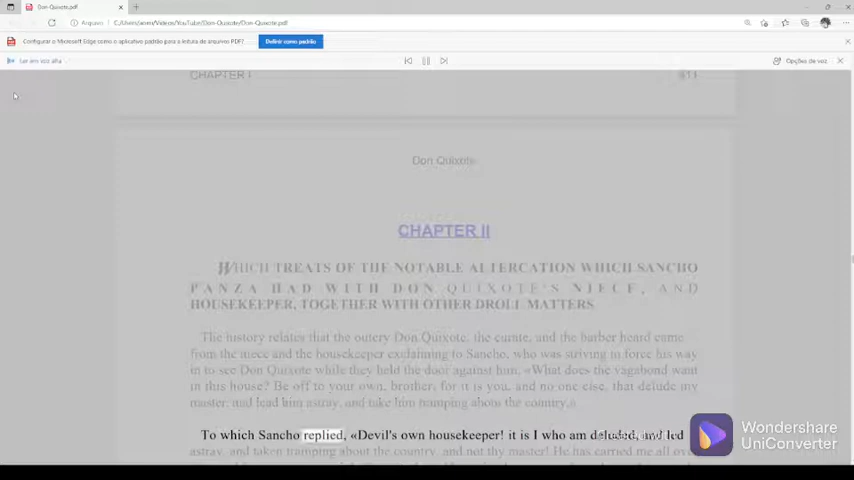 Don-Quixote.pdf
Arquivo C:/Users/
/Videos/YouTube/Don-Quixote/Don-Quixote.pdf
Configurar o Microsoft Edge como o aplicativo padrão para a leitura de arquivos PDF? Definir como padrão
Ler em voz alta Opções de voz
CHAPTER I 611
Don Quixote
CHAPTER II
WHICH TREATS OF THE NOTABLE ALTERCATION WHICH SANCHO
PANZA HAD WITH DON QUIXOTE'S NIECE, AND
HOUSEKEEPER, TOGETHER WITH OTHER DROLL MATTERS
The history relates that the outcry Don Quixote, the curate, and the barber heard came
from the niece and the housekeeper exclaiming to Sancho, who was striving to force his way
in to see Don Quixote while they held the door against him, «What does the vagabond want
in this house? Be off to your own, brother, for it is you, and no one else, that delude my
master, and lead him astray, and take him tramping about the country.»
To which Sancho replied, «Devil's own housekeeper! it is I who am deluded, and led
astray, and taken tramping about the country, and not thy master! He has carried me all over
Wondershare
UniConverter